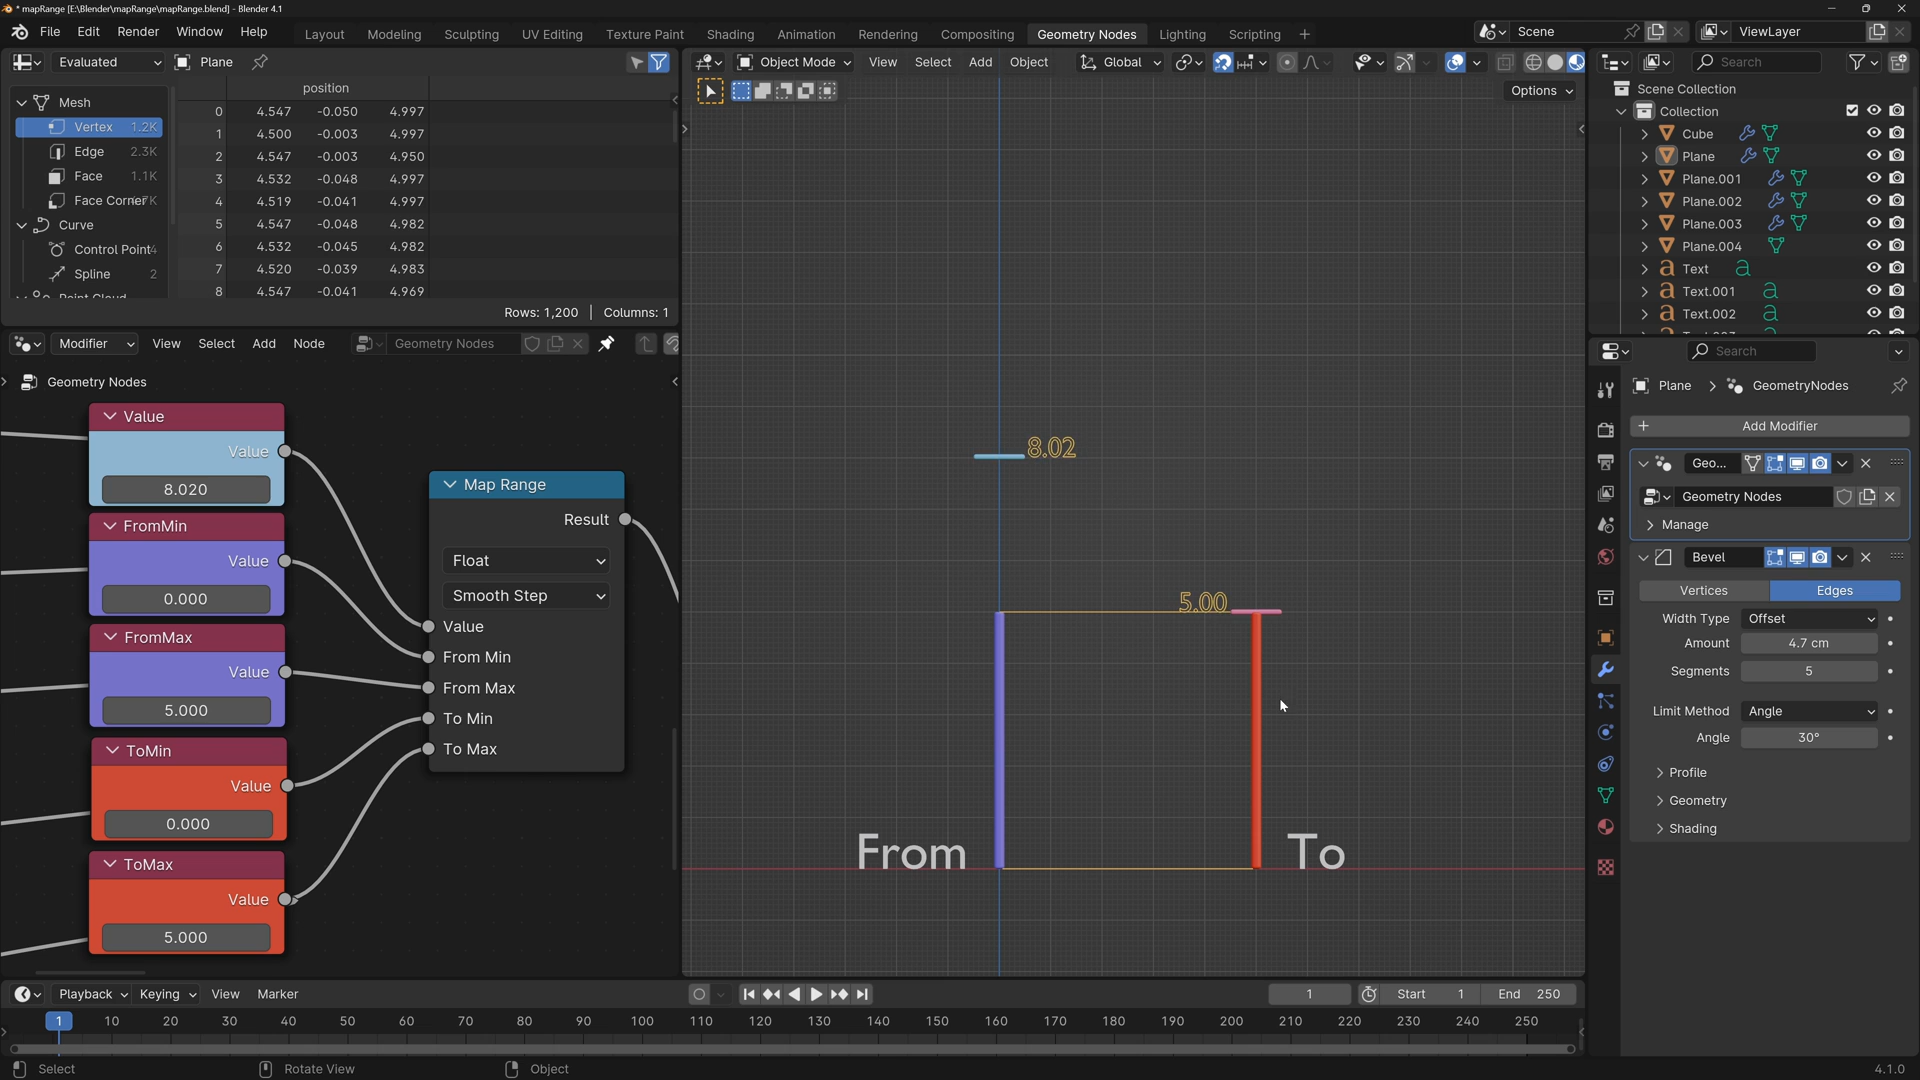 * mapRange [E:\Blender\mapRange\mapRange.blend] - Blender 4.1
File Edit Render Window Help
Layout Modeling Sculpting UV Editing Texture Paint Shading Animation Rendering Compositing Geometry Nodes Lighting Scripting +
Scene
ViewLayer
Evaluated
Plane
Mesh
Vertex 1.2K
Edge 2.3K
Face 1.1K
Face Corner
Curve
Control Point
Spline 2
position
0 4.547 -0.050 4.997
1 4.500 -0.003 4.997
2 4.547 -0.003 4.950
3 4.532 -0.048 4.997
4 4.519 -0.041 4.997
5 4.547 -0.048 4.982
6 4.532 -0.045 4.982
7 4.520 -0.039 4.983
8 4.547 -0.041 4.969
Rows: 1,200 | Columns: 1
Modifier View Select Add Node
Geometry Nodes
Geometry Nodes
Value
Value
8.020
FromMin
Value
0.000
FromMax
Value
5.000
ToMin
Value
0.000
ToMax
Value
5.000
Map Range
Result
Float
Smooth Step
Value
From Min
From Max
To Min
To Max
Object Mode View Select Add Object
Global
Options
8.02
5.00
From
To
Search
Scene Collection
Collection
Cube
Plane
Plane.001
Plane.002
Plane.003
Plane.004
Text
Text.001
Text.002
Search
Plane > GeometryNodes
Add Modifier
Geo...
Geometry Nodes
Manage
Bevel
Vertices Edges
Width Type Offset
Amount 4.7 cm
Segments 5
Limit Method Angle
Angle 30°
Profile
Geometry
Shading
Playback Keying View Marker
1
Start 1
End 250
1 10 20 30 40 50 60 70 80 90 100 110 120 130 140 150 160 170 180 190 200 210 220 230 240 250
Select
Rotate View
Object
4.1.0